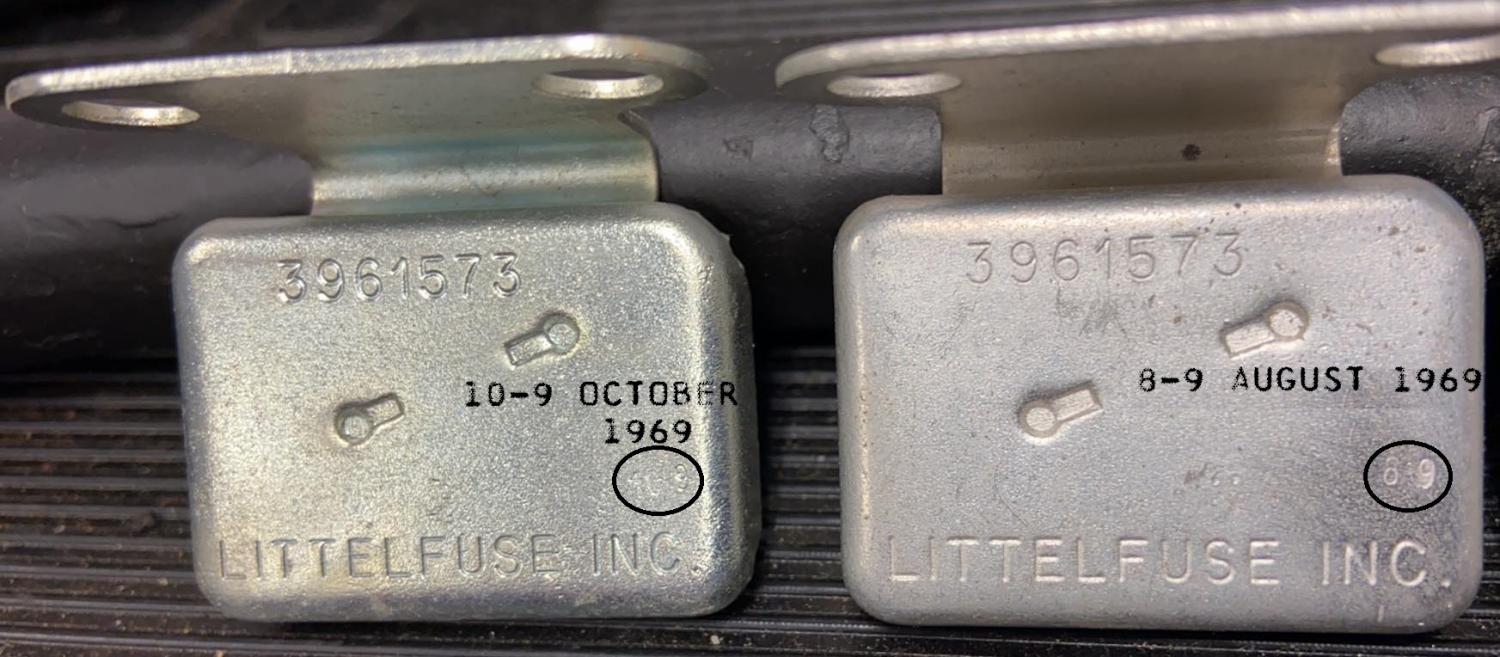 3961573
10-9 OCTOBER
1969
LITTELFUSE INC.
3961573
8-9 AUGUST 1969
8-9
LITTELFUSE INC.